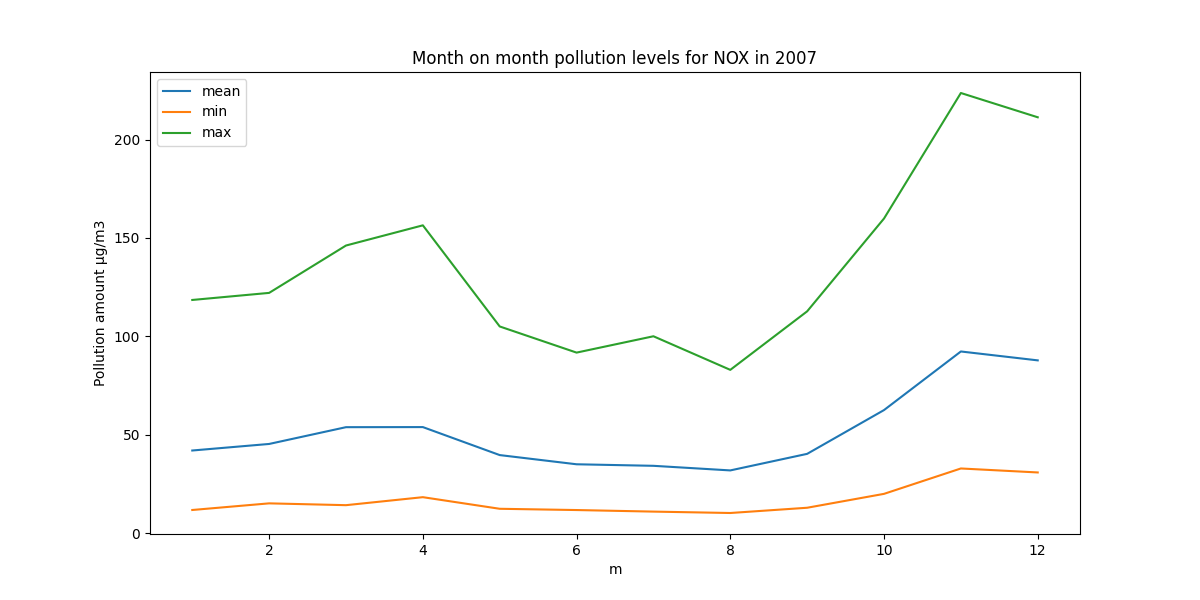 Month on month pollution levels for NOX in 2007
mean
min
max
200
150
100
50
0
Pollution amount µg/m3
2 4 6 8 10 12
m